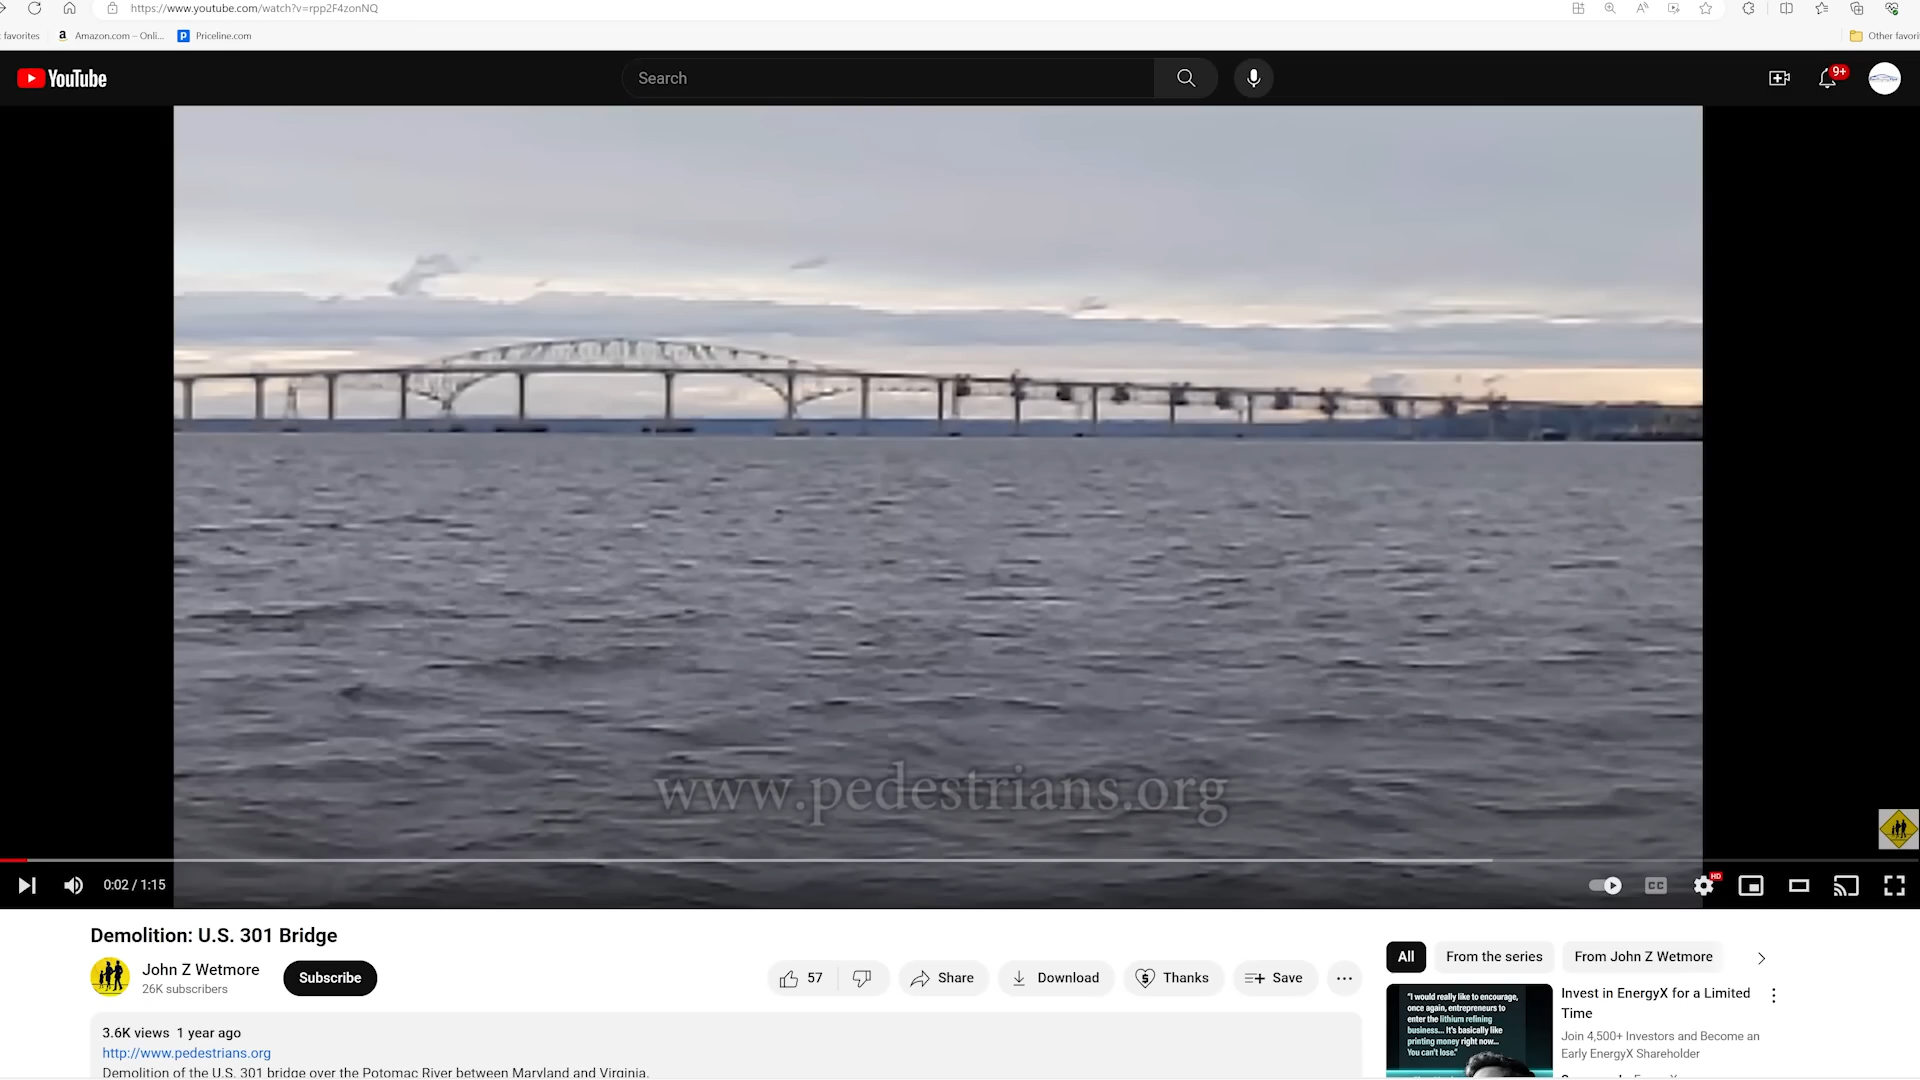 https://www.youtube.com/watch?v=rpp2F4zonNQ
favorites
Amazon.com – Onli...
Priceline.com
YouTube
Search
9+
www.pedestrians.org
0:02 / 1:15
CC
HD
Demolition: U.S. 301 Bridge
John Z Wetmore
26K subscribers
Subscribe
57
Share
Download
Thanks
Save
3.6K views 1 year ago
http://www.pedestrians.org
Demolition of the U.S. 301 bridge over the Potomac River between Maryland and Virginia.
All
From the series
From John Z Wetmore
"I would really like to encourage,
once again, entrepreneurs to
enter the lithium refining
business... It's basically like
printing money right now...
You can't lose."
Invest in EnergyX for a Limited
Time
Join 4,500+ Investors and Become an
Early EnergyX Shareholder